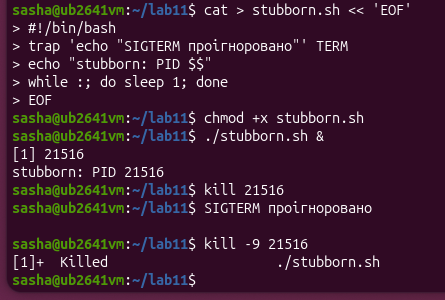 sasha@ub2641vm:~/lab11$ cat > stubborn.sh << 'EOF'
> #!/bin/bash
> trap 'echo "SIGTERM проігноровано"' TERM
> echo "stubborn: PID $$"
> while :; do sleep 1; done
> EOF
sasha@ub2641vm:~/lab11$ chmod +x stubborn.sh
sasha@ub2641vm:~/lab11$ ./stubborn.sh &
[1] 21516
stubborn: PID 21516
sasha@ub2641vm:~/lab11$ kill 21516
sasha@ub2641vm:~/lab11$ SIGTERM проігноровано
sasha@ub2641vm:~/lab11$ kill -9 21516
[1]+  Killed                  ./stubborn.sh
sasha@ub2641vm:~/lab11$